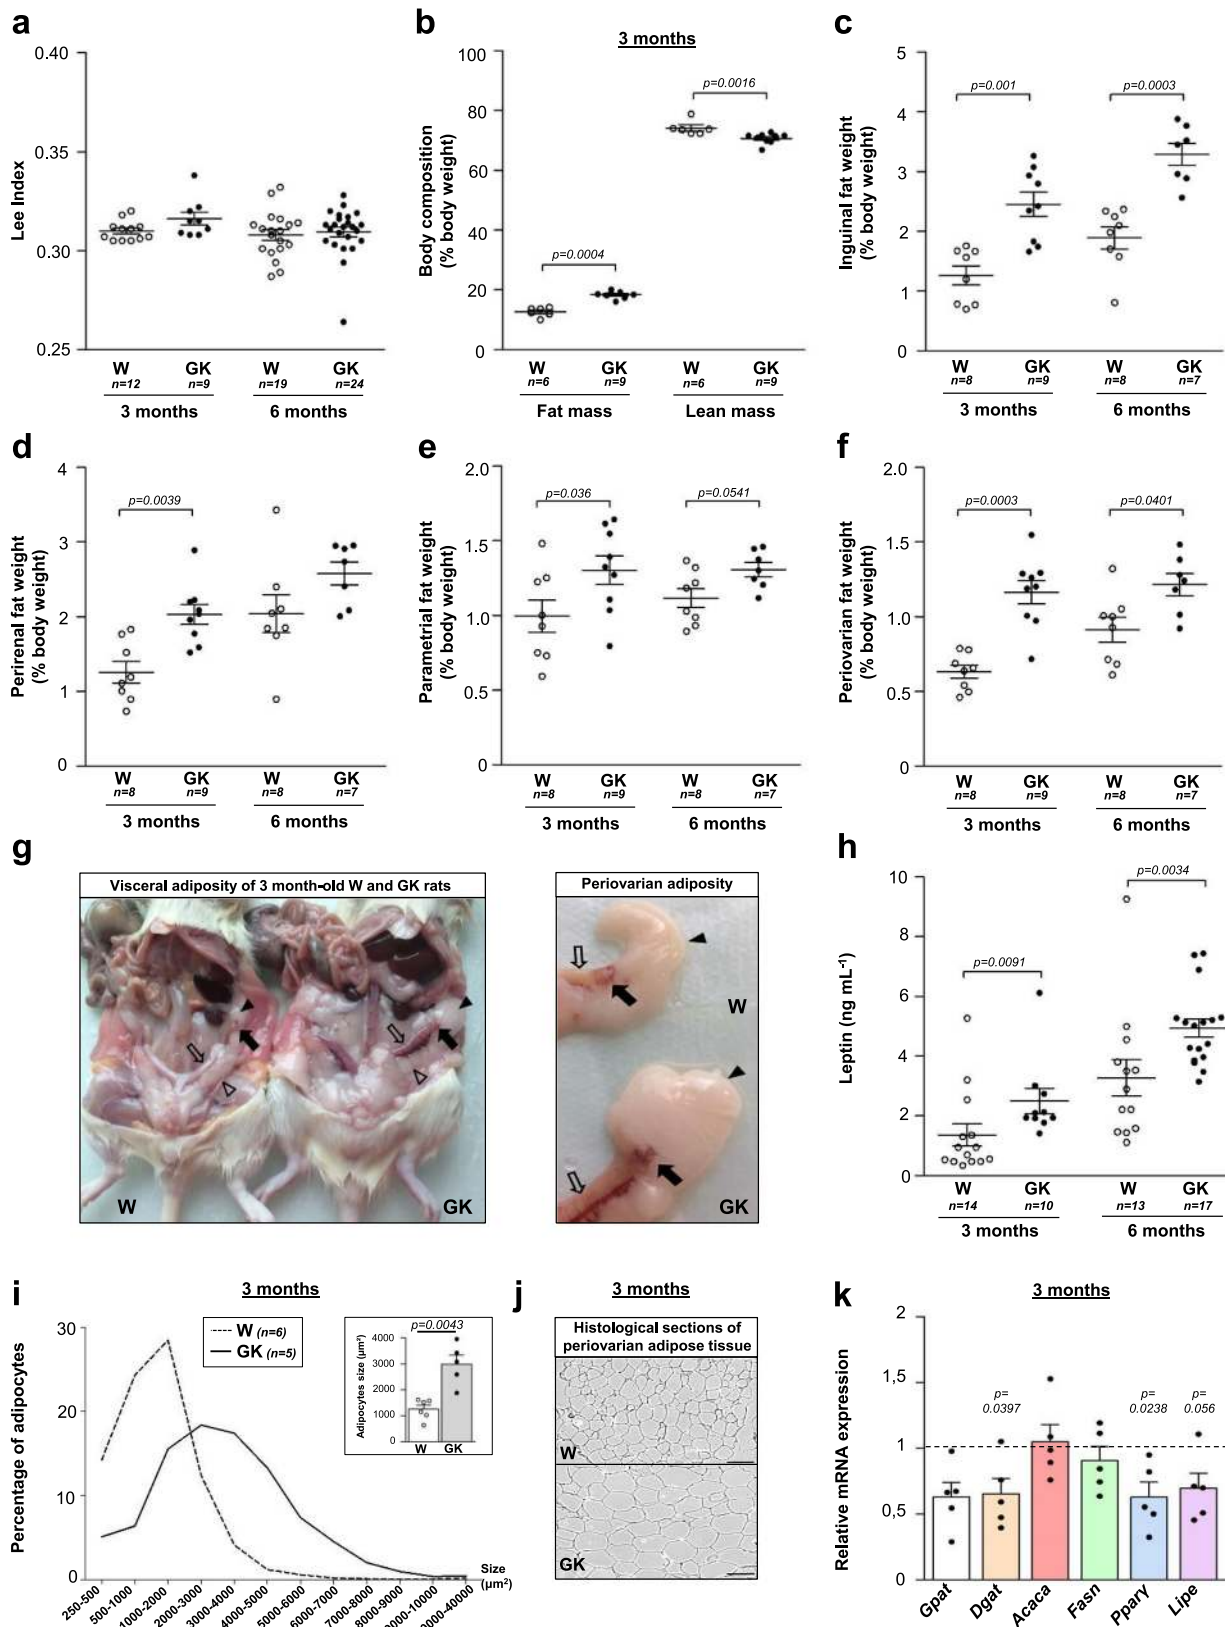 a
0.40
0.35
0.30
0.25
Lee Index
W
GK
W
GK
n=12
n=9
n=19
n=24
3 months
6 months
b
3 months
100
80
60
40
20
0
Body composition
(% body weight)
p=0.0016
p=0.0004
W
GK
W
GK
n=6
n=9
n=6
n=9
Fat mass
Lean mass
c
5
4
3
2
1
0
Inguinal fat weight
(% body weight)
p=0.001
p=0.0003
W
GK
W
GK
n=8
n=9
n=8
n=7
3 months
6 months
d
4
3
2
1
0
Perirenal fat weight
(% body weight)
p=0.0039
W
GK
W
GK
n=8
n=9
n=8
n=7
3 months
6 months
e
2.0
1.5
1.0
0.5
0
Parametrial fat weight
(% body weight)
p=0.036
p=0.0541
W
GK
W
GK
n=8
n=9
n=8
n=7
3 months
6 months
f
2.0
1.5
1.0
0.5
0
Periovarian fat weight
(% body weight)
p=0.0003
p=0.0401
W
GK
W
GK
n=8
n=9
n=8
n=7
3 months
6 months
g
Visceral adiposity of 3 month-old W and GK rats
W
GK
Periovarian adiposity
W
GK
h
10
8
6
4
2
0
Leptin (ng mL⁻¹)
p=0.0091
p=0.0034
W
GK
W
GK
n=14
n=10
n=13
n=17
3 months
6 months
i
3 months
30
20
10
0
Percentage of adipocytes
W (n=6)
GK (n=5)
p=0.0043
4000
3000
2000
1000
0
Adipocytes size (µm²)
W
GK
Size
(µm²)
250-500
500-1000
1000-2000
2000-3000
3000-4000
4000-5000
5000-6000
6000-7000
7000-8000
8000-9000
9000-10000
j
3 months
Histological sections of
periovarian adipose tissue
W
GK
k
3 months
2
1,5
1
0,5
0
Relative mRNA expression
p=
0.0397
p=
0.0238
p=
0.056
Gpat
Dgat
Acaca
Fasn
Pparγ
Lipe